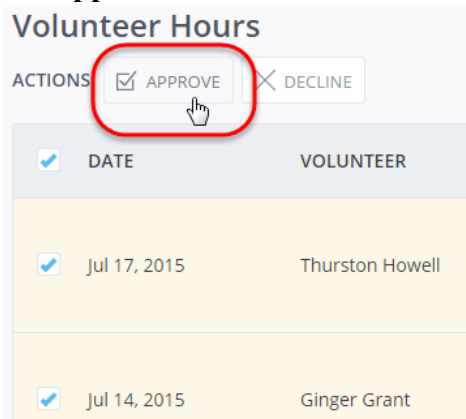 Volunteer Hours
ACTIONS APPROVE DECLINE
DATE VOLUNTEER
Jul 17, 2015 Thurston Howell
Jul 14, 2015 Ginger Grant